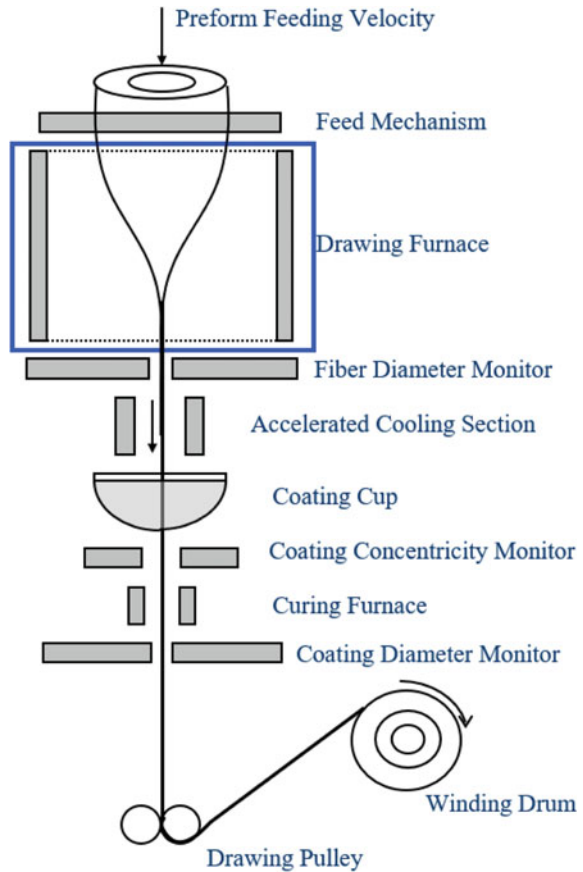 Preform Feeding Velocity
Feed Mechanism
Drawing Furnace
Fiber Diameter Monitor
Accelerated Cooling Section
Coating Cup
Coating Concentricity Monitor
Curing Furnace
Coating Diameter Monitor
Winding Drum
Drawing Pulley